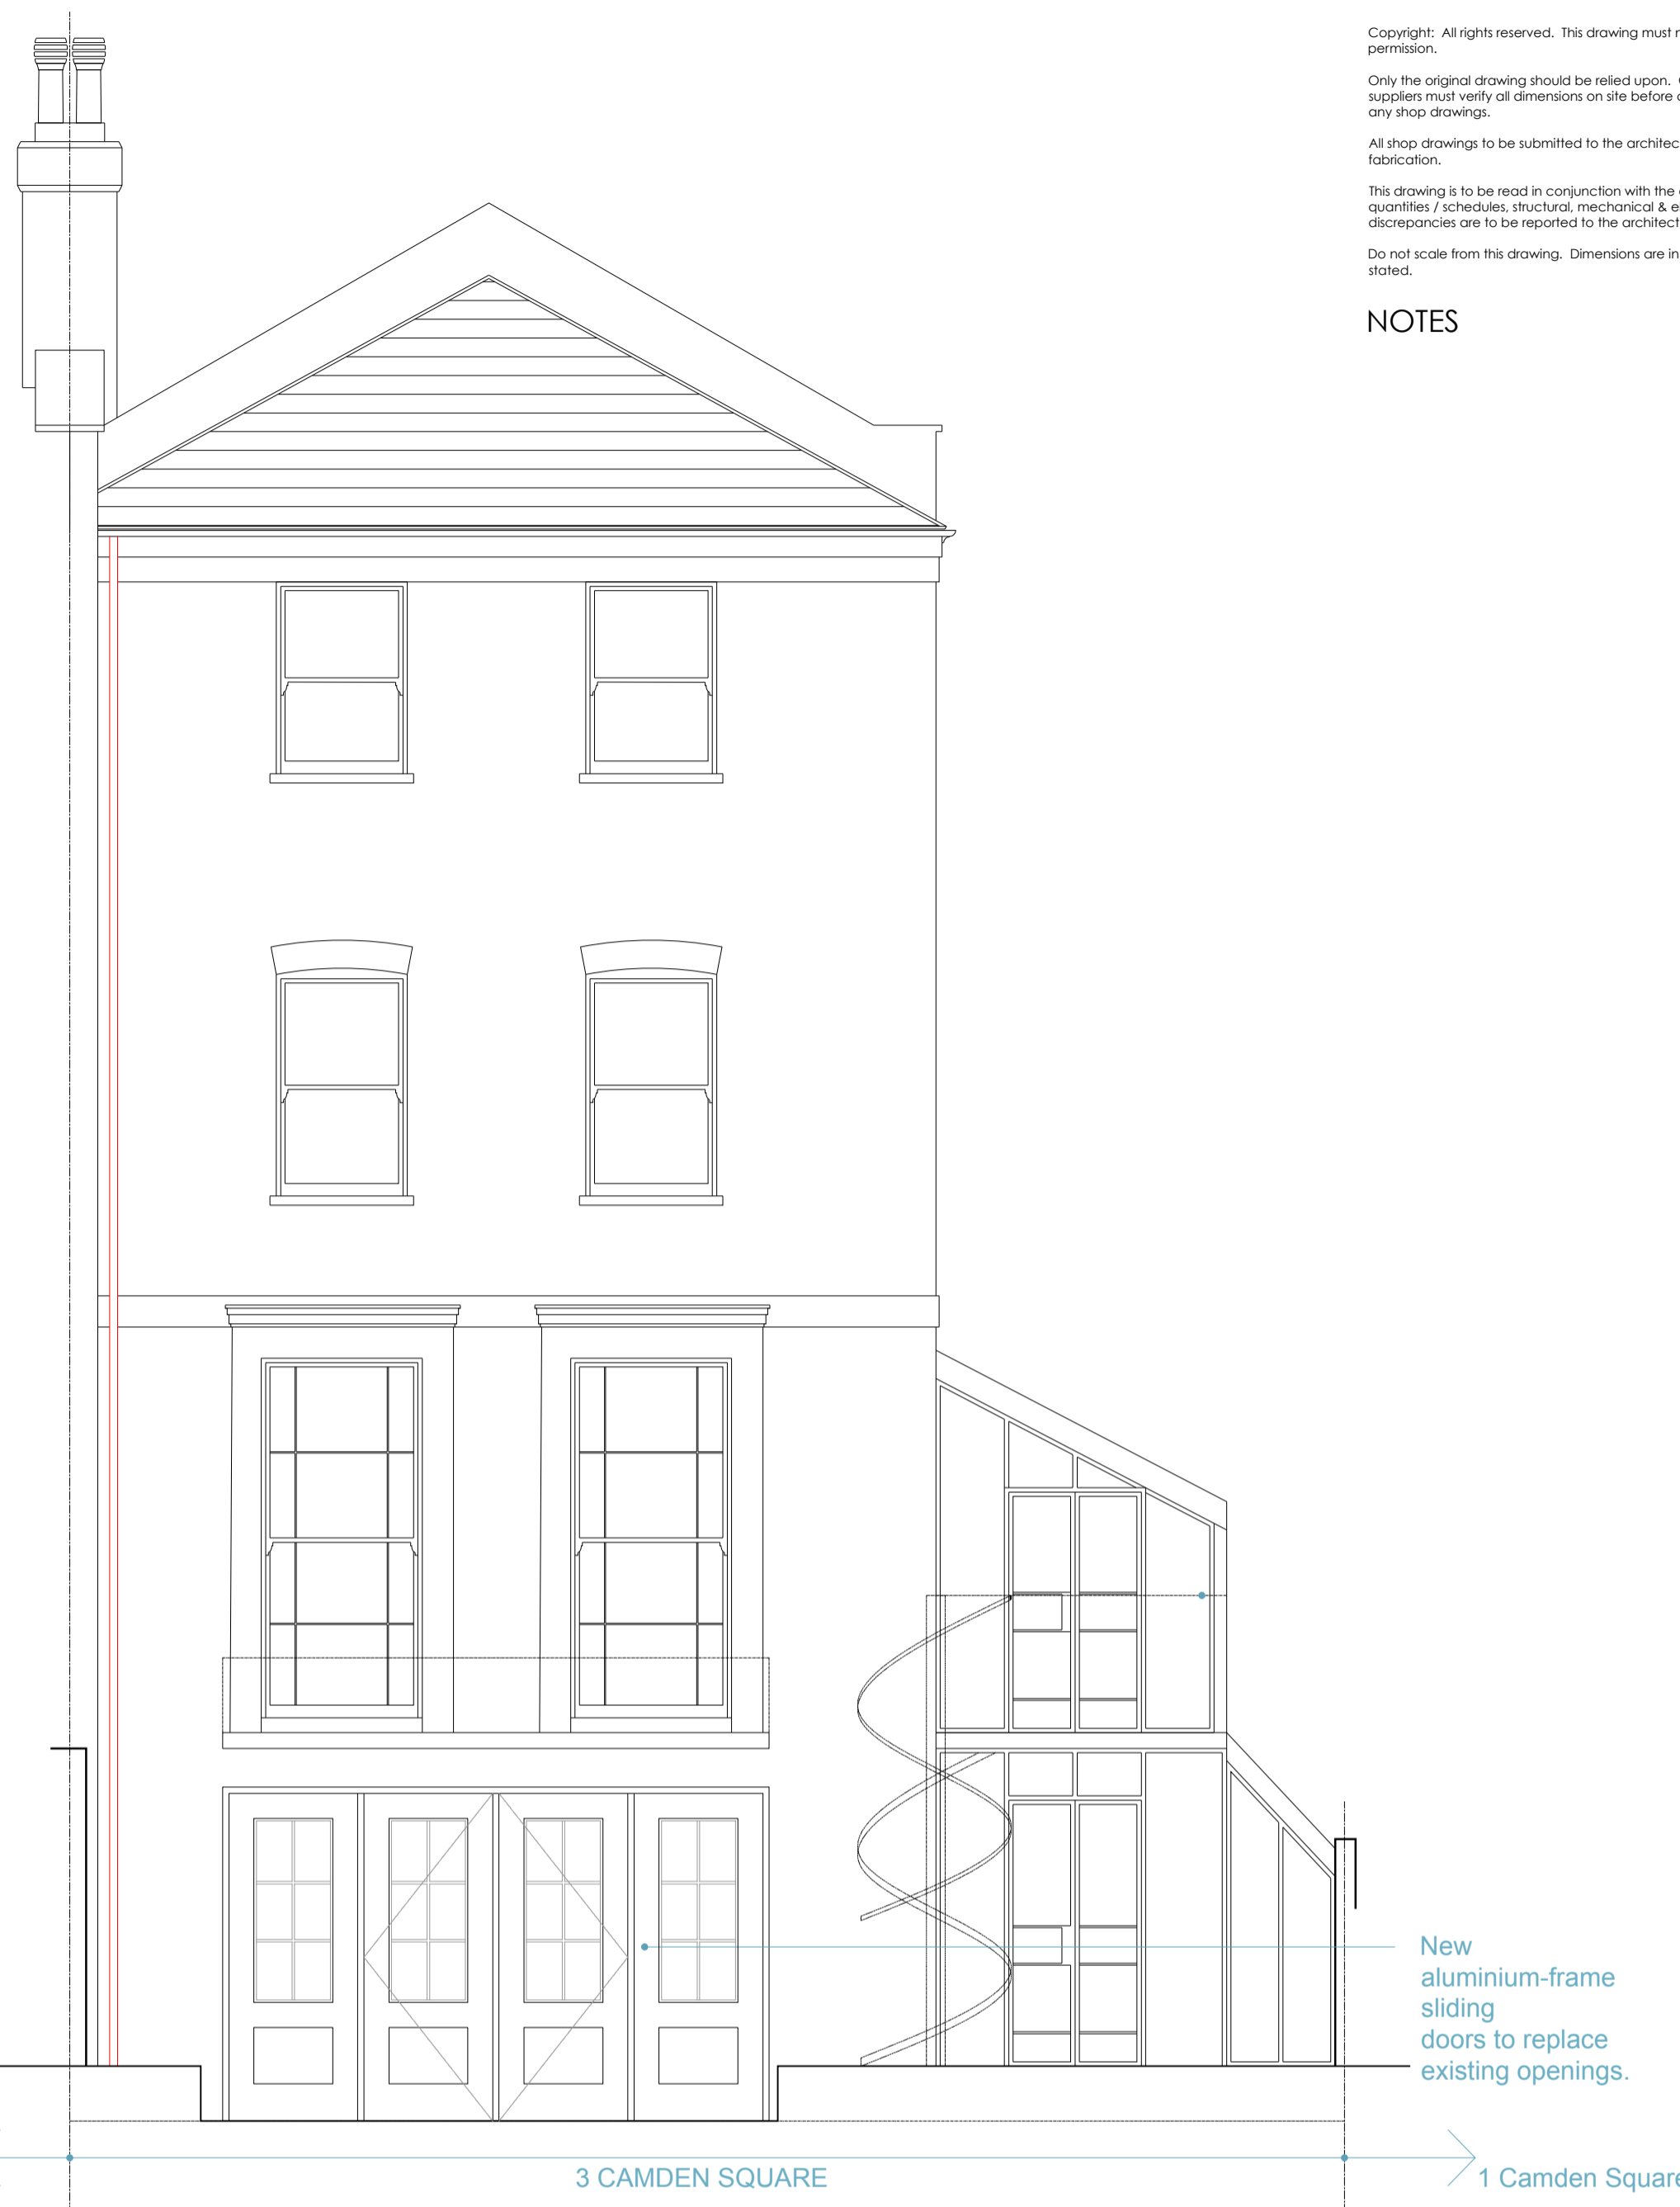 Copyright:  All rights reserved.  This drawing must
permission.
Only the original drawing should be relied upon.
suppliers must verify all dimensions on site before
any shop drawings.
All shop drawings to be submitted to the architec
fabrication.
This drawing is to be read in conjunction with the
quantities / schedules, structural, mechanical & e
discrepancies are to be reported to the architect
Do not scale from this drawing.  Dimensions are in
stated.
NOTES
New
aluminium-frame
sliding
doors to replace
existing openings.
3 CAMDEN SQUARE
1 Camden Square